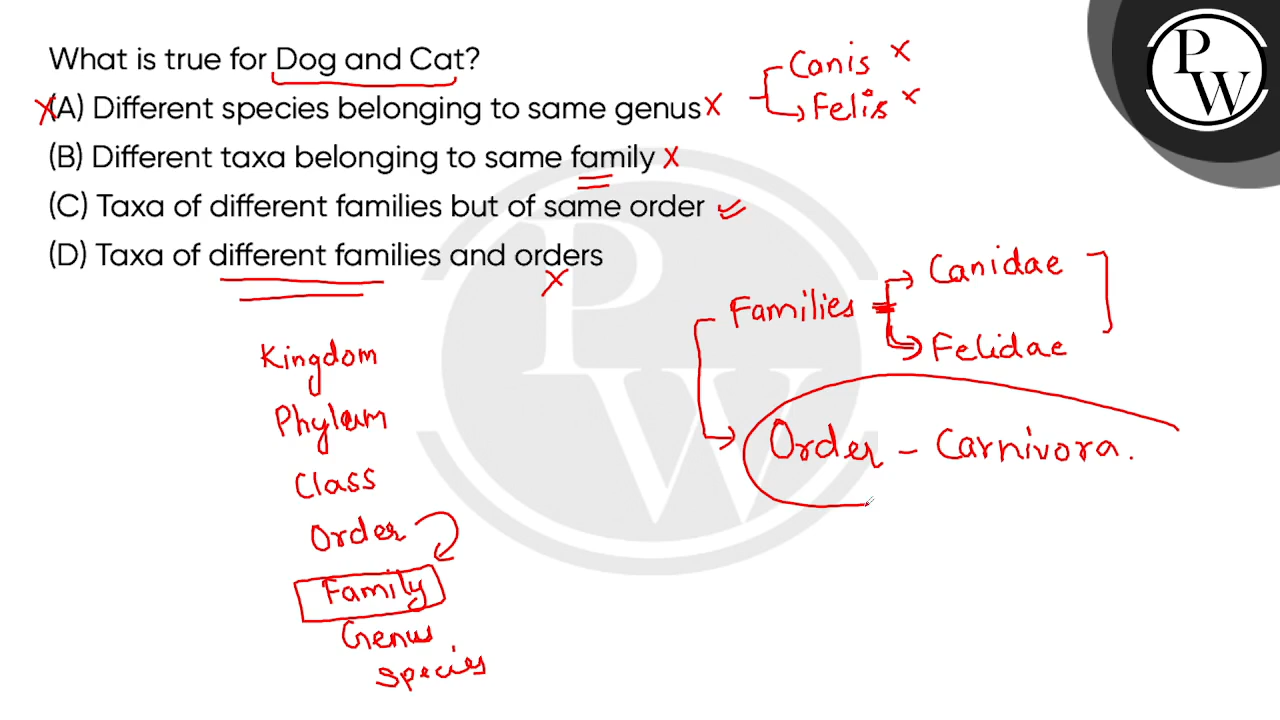 What is true for Dog and Cat?
(A) Different species belonging to same genus x
(B) Different taxa belonging to same family x
(C) Taxa of different families but of same order
(D) Taxa of different families and orders
x
Canis x
Felis x
PW
Families
Canidae
Felidae
Order - Carnivora.
Kingdom
Phylum
Class
Order
Family
Genus
Species
PW